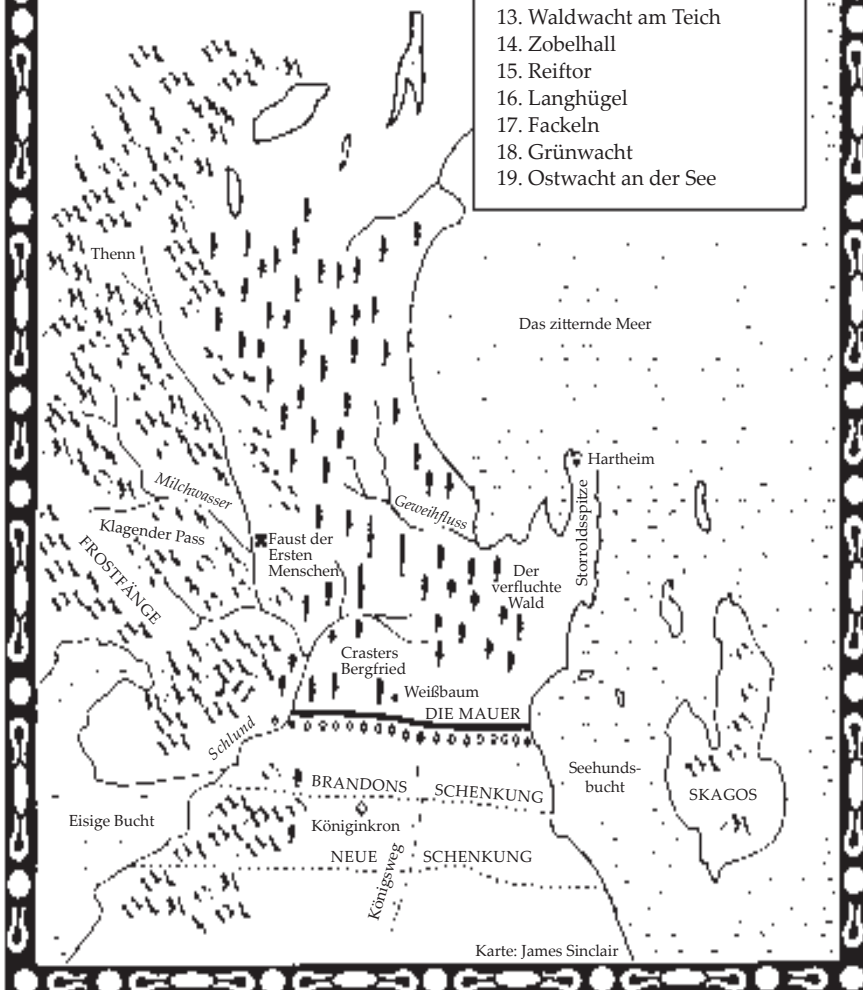 13. Waldwacht am Teich
14. Zobelhall
15. Reiftor
16. Langhügel
17. Fackeln
18. Grünwacht
19. Ostwacht an der See
Thenn
Das zitternde Meer
Hartheim
Storroldsspitze
Milchwasser
Geweihfluss
Klagender Pass
FROSTFÄNGE
Faust der
Ersten
Menschen
Der
verfluchte
Wald
Crasters
Bergfried
Weißbaum
DIE MAUER
Schlund
Seehunds-
bucht
SKAGOS
BRANDONS SCHENKUNG
Eisige Bucht
Königinkron
NEUE SCHENKUNG
Königsweg
Karte: James Sinclair